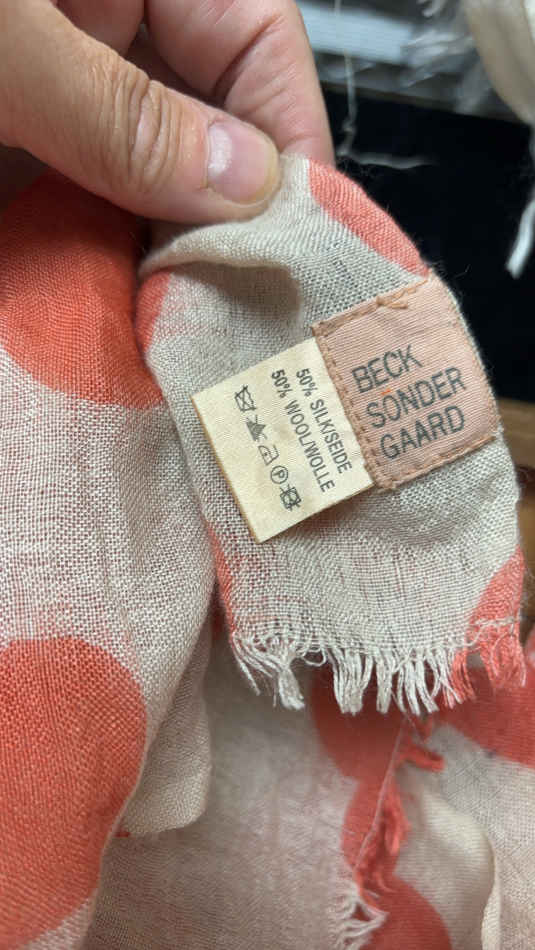 BECK
SONDER
GAARD
50% SILK/SEIDE
50% WOOL/WOLLE
P